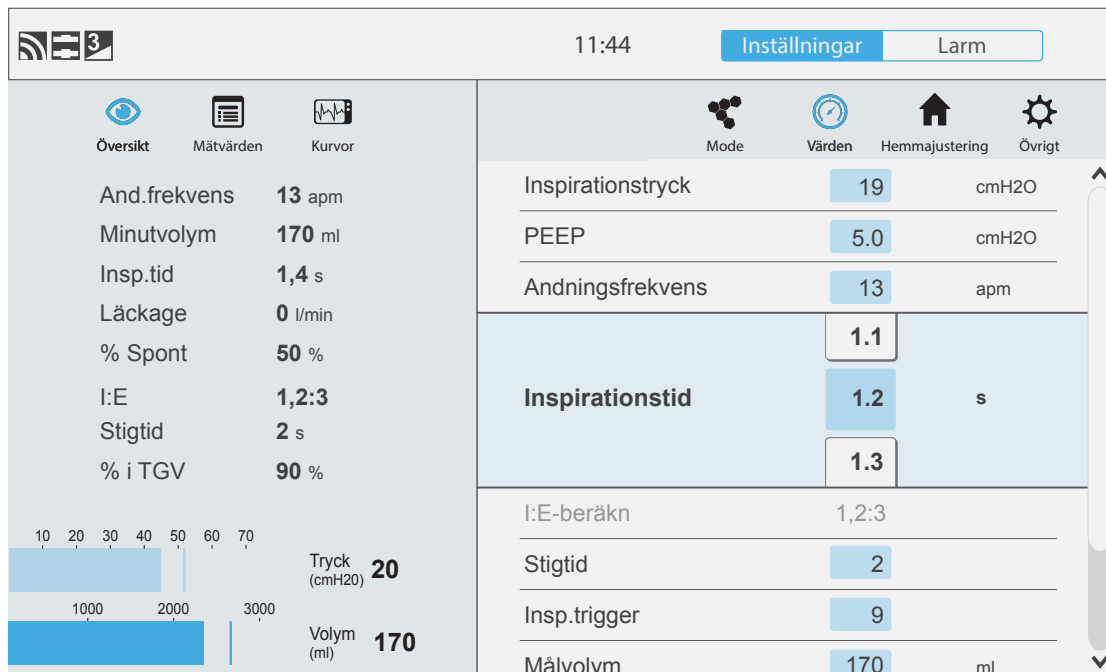 3
11:44
Inställningar
Larm
Översikt
Mätvärden
Kurvor
Mode
Värden
Hemmajustering
Övrigt
And.frekvens 13 apm
Minutvolym 170 ml
Insp.tid 1,4 s
Läckage 0 l/min
% Spont 50 %
I:E 1,2:3
Stigtid 2 s
% i TGV 90 %
10 20 30 40 50 60 70
Tryck
(cmH20) 20
1000 2000 3000
Volym
(ml) 170
Inspirationstryck 19 cmH2O
PEEP 5.0 cmH2O
Andningsfrekvens 13 apm
1.1
Inspirationstid 1.2 s
1.3
I:E-beräkn 1,2:3
Stigtid 2
Insp.trigger 9
Målvolym 170 ml